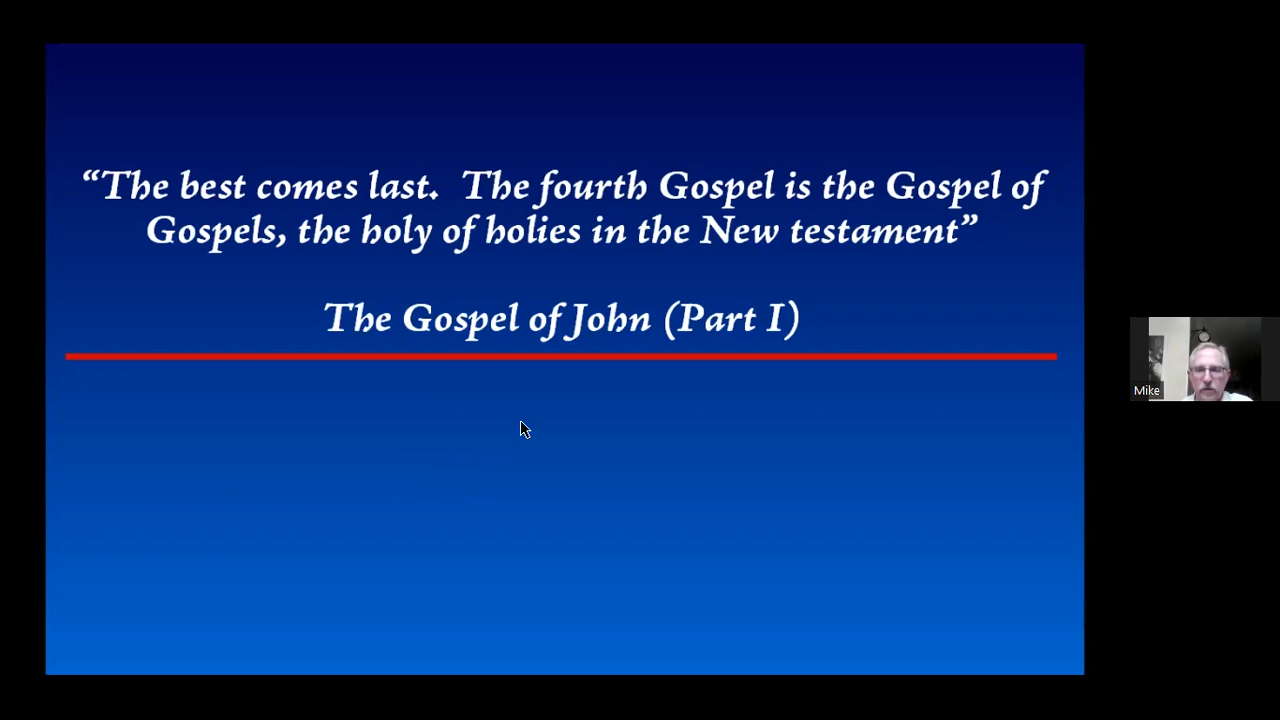 “The best comes last.  The fourth Gospel is the Gospel of
Gospels, the holy of holies in the New testament”
The Gospel of John (Part I)
Mike